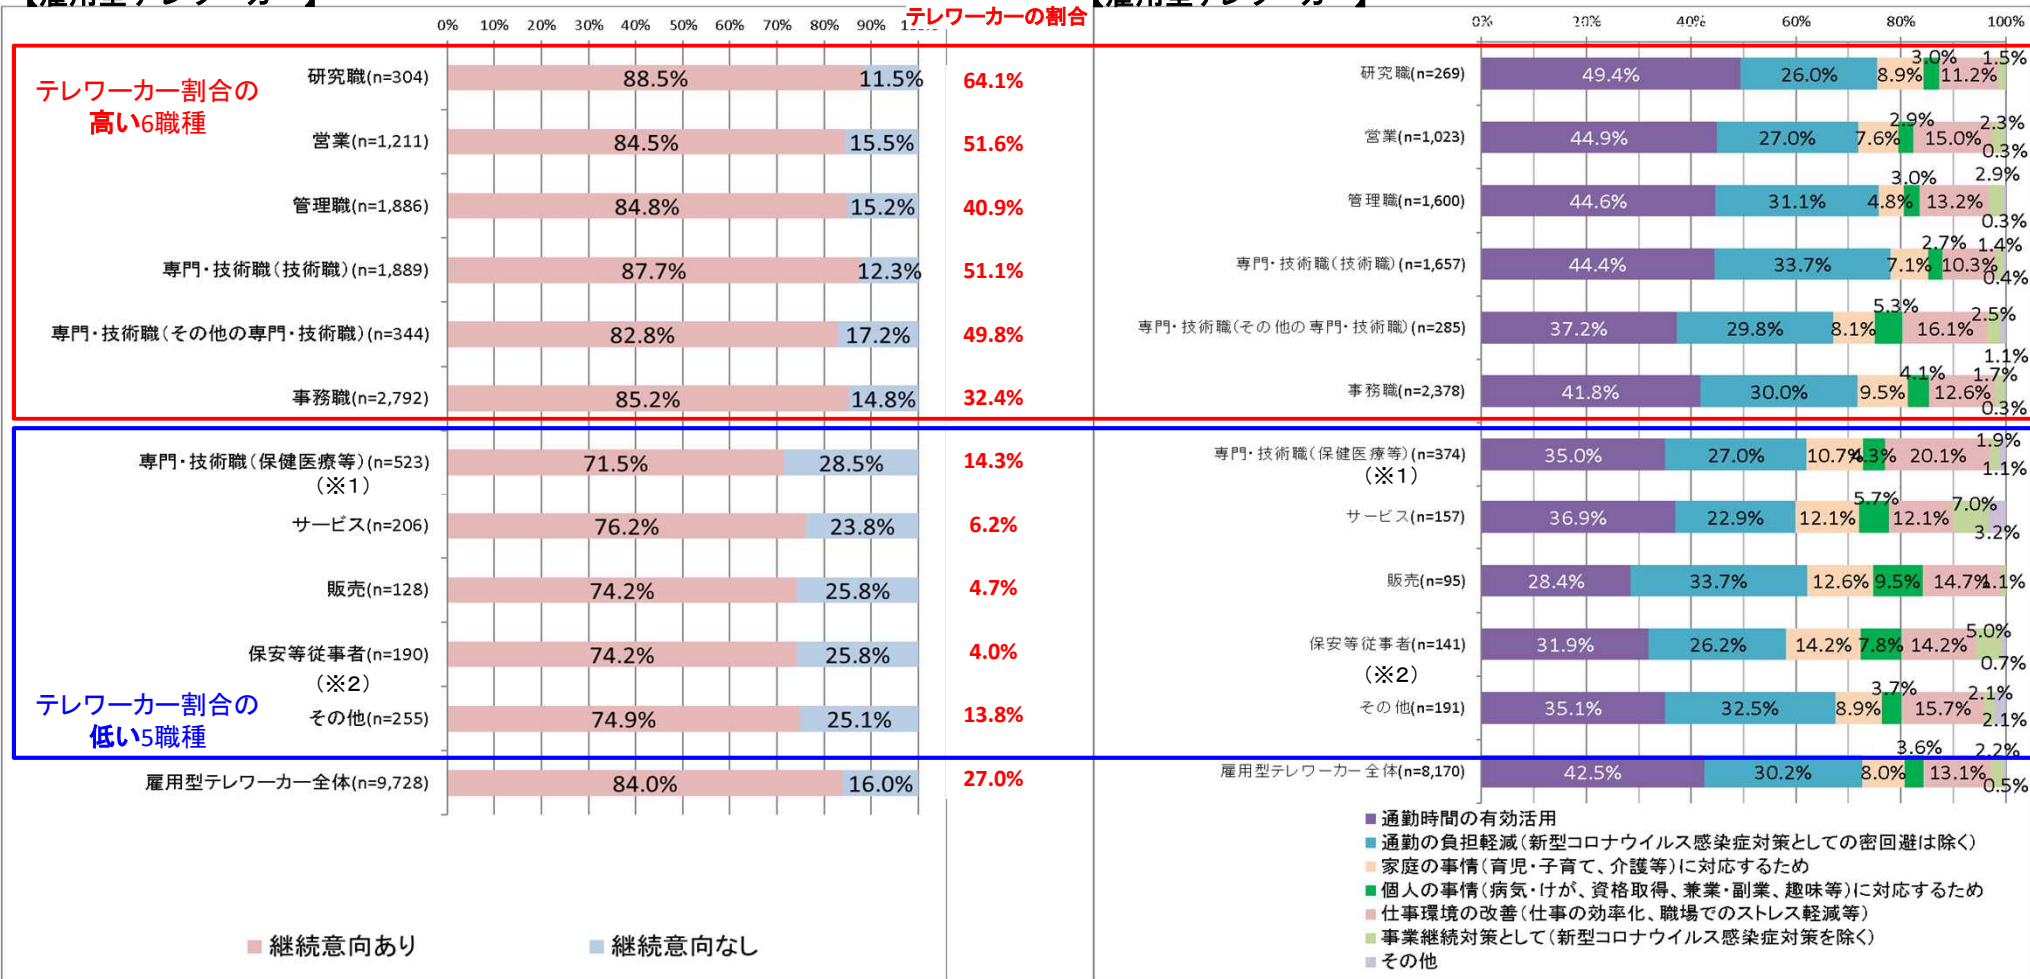 【雇用型テレワーカー】
0% 10% 20% 30% 40% 50% 60% 70% 80% 90%
テレワーカーの割合
テレワーカー割合の
高い6職種
研究職(n=304) 88.5% 11.5% 64.1%
営業(n=1,211) 84.5% 15.5% 51.6%
管理職(n=1,886) 84.8% 15.2% 40.9%
専門・技術職(技術職)(n=1,889) 87.7% 12.3% 51.1%
専門・技術職(その他の専門・技術職)(n=344) 82.8% 17.2% 49.8%
事務職(n=2,792) 85.2% 14.8% 32.4%
専門・技術職(保健医療等)(n=523) 71.5% 28.5% 14.3%
(※1)
サービス(n=206) 76.2% 23.8% 6.2%
販売(n=128) 74.2% 25.8% 4.7%
保安等従事者(n=190) 74.2% 25.8% 4.0%
(※2)
テレワーカー割合の
低い5職種
その他(n=255) 74.9% 25.1% 13.8%
雇用型テレワーカー全体(n=9,728) 84.0% 16.0% 27.0%
継続意向あり 継続意向なし
【雇用型テレワーカー】
0% 20% 40% 60% 80% 100%
研究職(n=269) 49.4% 26.0% 8.9% 3.0% 11.2% 1.5%
営業(n=1,023) 44.9% 27.0% 7.6% 2.9% 15.0% 2.3% 0.3%
管理職(n=1,600) 44.6% 31.1% 4.8% 3.0% 13.2% 2.9% 0.3%
専門・技術職(技術職)(n=1,657) 44.4% 33.7% 7.1% 2.7% 10.3% 1.4% 0.4%
専門・技術職(その他の専門・技術職)(n=285) 37.2% 29.8% 8.1% 5.3% 16.1% 2.5% 1.1%
事務職(n=2,378) 41.8% 30.0% 9.5% 4.1% 12.6% 1.7% 0.3%
専門・技術職(保健医療等)(n=374) 35.0% 27.0% 10.7% 4.3% 20.1% 1.9% 1.1%
(※1)
サービス(n=157) 36.9% 22.9% 12.1% 5.7% 12.1% 7.0% 3.2%
販売(n=95) 28.4% 33.7% 12.6% 9.5% 14.7% 1.1%
保安等従事者(n=141) 31.9% 26.2% 14.2% 7.8% 14.2% 5.0% 0.7%
(※2)
その他(n=191) 35.1% 32.5% 8.9% 3.7% 15.7% 2.1% 2.1%
雇用型テレワーカー全体(n=8,170) 42.5% 30.2% 8.0% 3.6% 13.1% 2.2% 0.5%
通勤時間の有効活用
通勤の負担軽減(新型コロナウイルス感染症対策としての密回避は除く)
家庭の事情(育児・子育て、介護等)に対応するため
個人の事情(病気・けが、資格取得、兼業・副業、趣味等)に対応するため
仕事環境の改善(仕事の効率化、職場でのストレス軽減等)
事業継続対策として(新型コロナウイルス感染症対策を除く)
その他